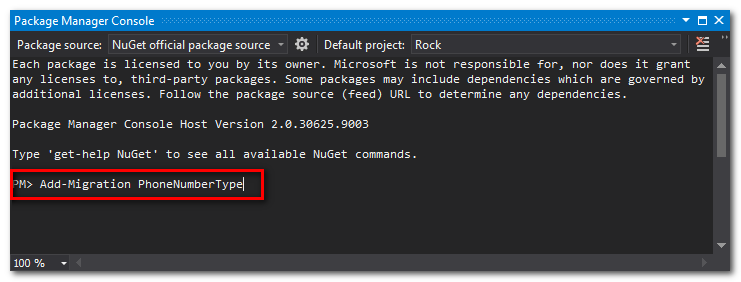 Package Manager Console
Package source: NuGet official package source Default project: Rock
Each package is licensed to you by its owner. Microsoft is not responsible for, nor does it grant
any licenses to, third-party packages. Some packages may include dependencies which are governed by
additional licenses. Follow the package source (feed) URL to determine any dependencies.
Package Manager Console Host Version 2.0.30625.9003
Type 'get-help NuGet' to see all available NuGet commands.
PM> Add-Migration PhoneNumberType
100 %